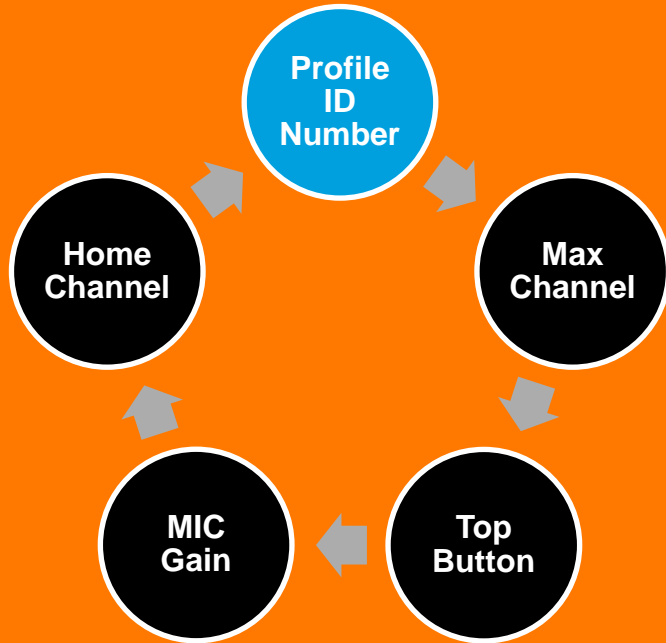 Profile
ID
Number
Max
Channel
Top
Button
MIC
Gain
Home
Channel